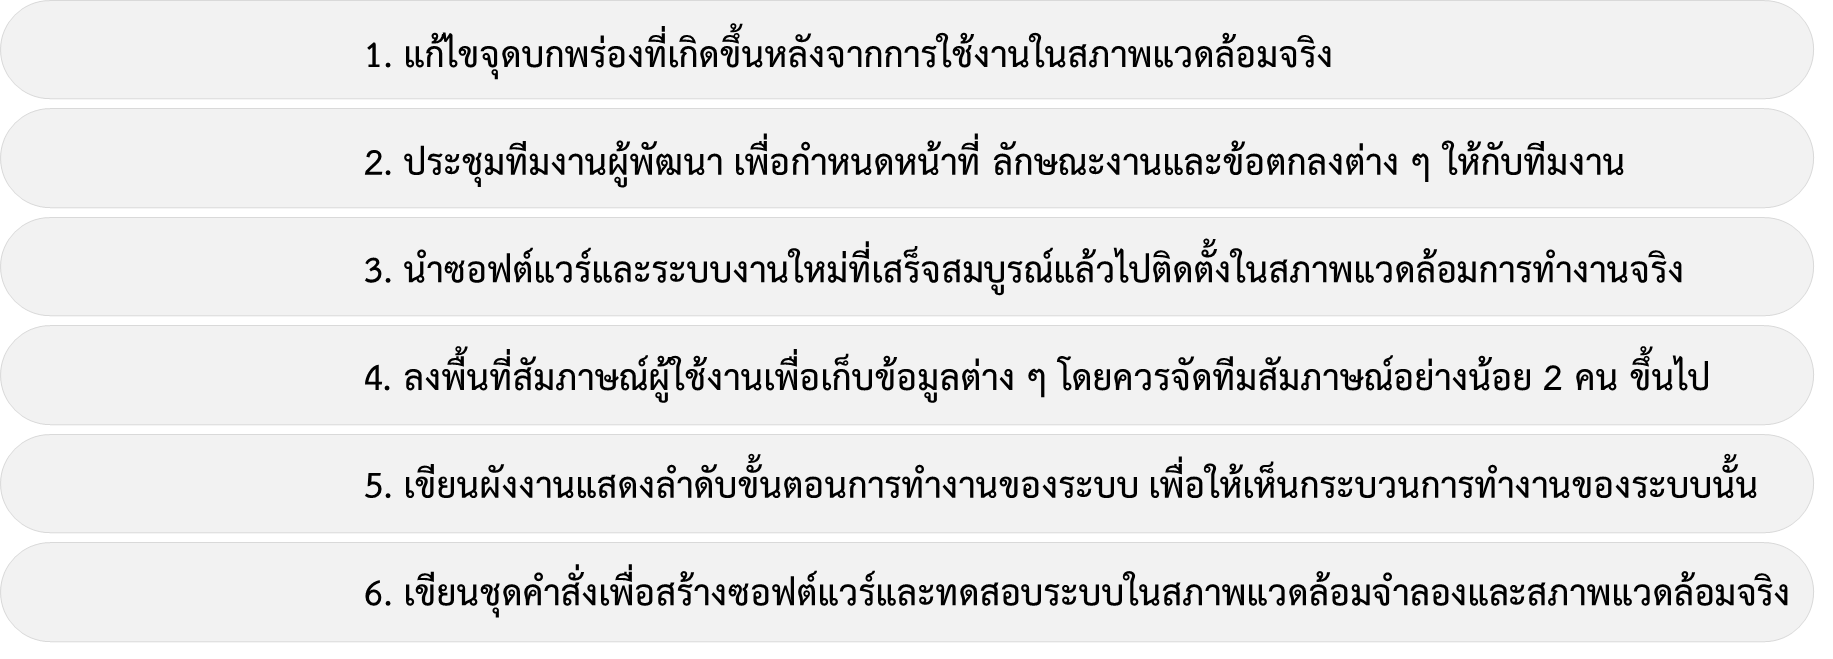 1. แก้ไขจุดบกพร่องที่เกิดขึ้นหลังจากการใช้งานในสภาพแวดล้อมจริง
2. ประชุมทีมงานผู้พัฒนา เพื่อกำหนดหน้าที่ ลักษณะงานและข้อตกลงต่าง ๆ ให้กับทีมงาน
3. นำซอฟต์แวร์และระบบงานใหม่ที่เสร็จสมบูรณ์แล้วไปติดตั้งในสภาพแวดล้อมการทำงานจริง
4. ลงพื้นที่สัมภาษณ์ผู้ใช้งานเพื่อเก็บข้อมูลต่าง ๆ โดยควรจัดทีมสัมภาษณ์อย่างน้อย 2 คน ขึ้นไป
5. เขียนผังงานแสดงลำดับขั้นตอนการทำงานของระบบ เพื่อให้เห็นกระบวนการทำงานของระบบนั้น
6. เขียนชุดคำสั่งเพื่อสร้างซอฟต์แวร์และทดสอบระบบในสภาพแวดล้อมจำลองและสภาพแวดล้อมจริง